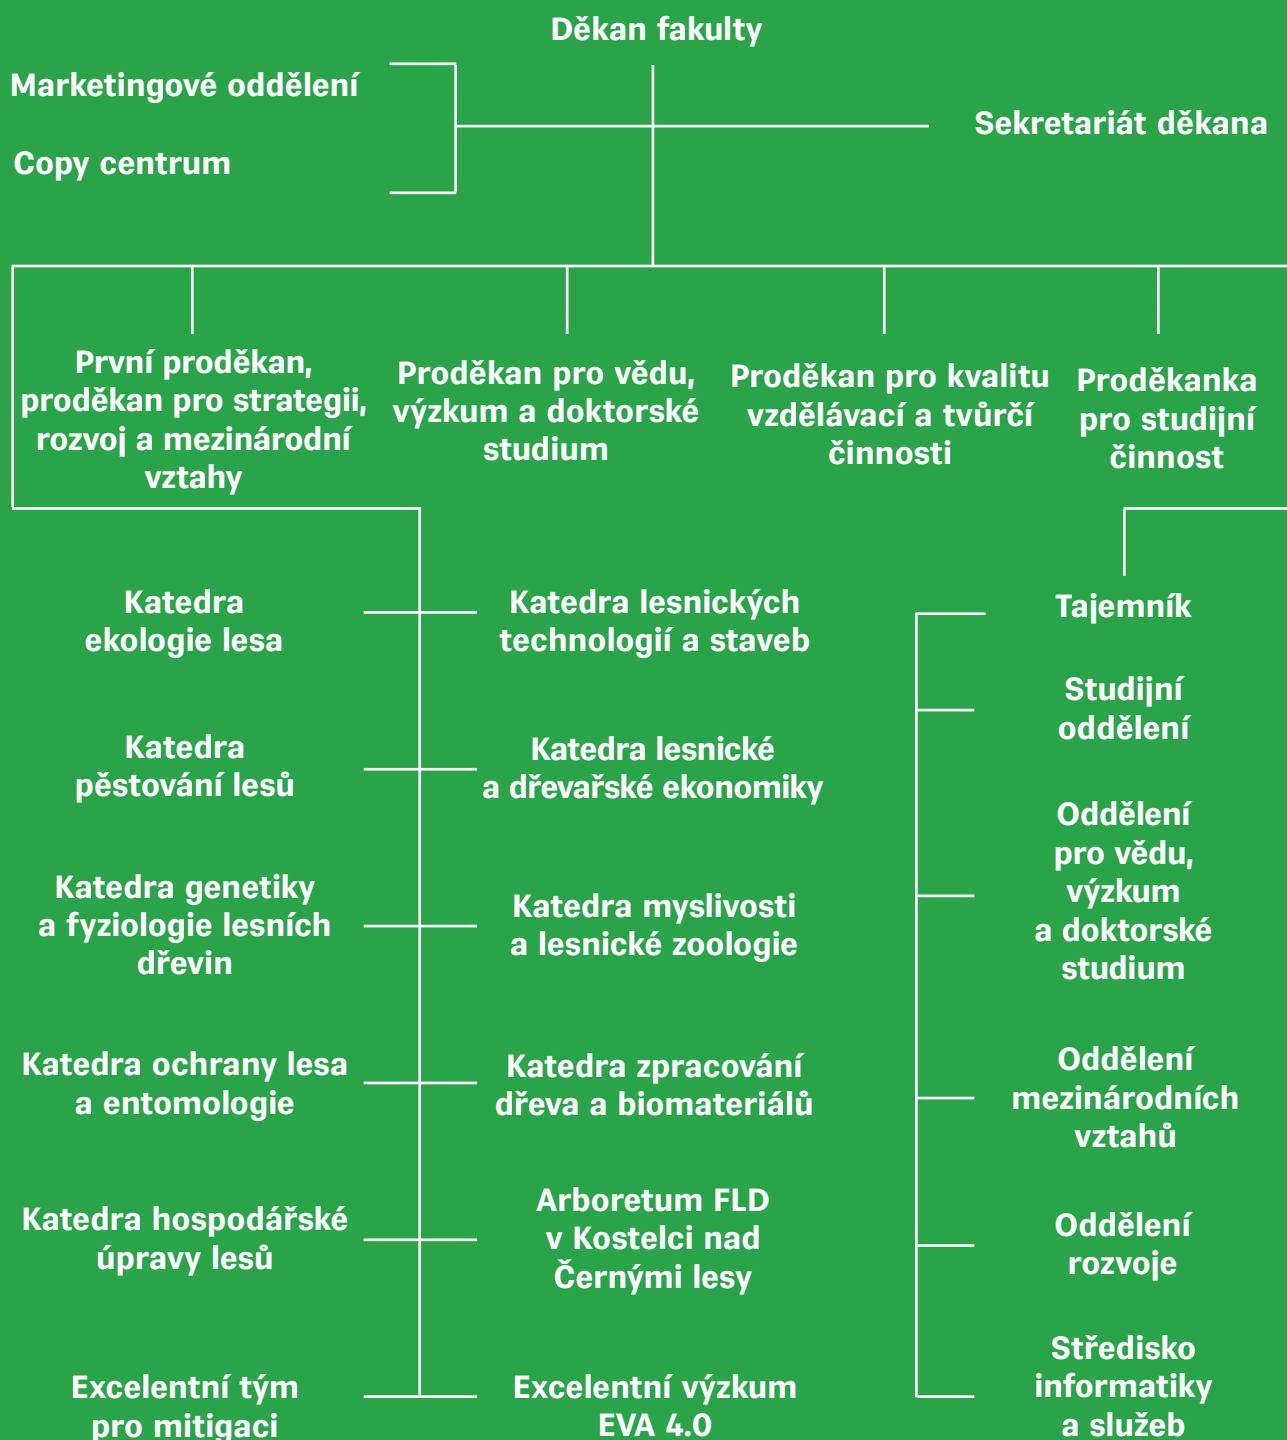 Děkan fakulty
Marketingové oddělení
Copy centrum
Sekretariát děkana
První proděkan,
proděkan pro strategii,
rozvoj a mezinárodní
vztahy
Proděkan pro vědu,
výzkum a doktorské
studium
Proděkan pro kvalitu
vzdělávací a tvůrčí
činnosti
Proděkanka
pro studijní
činnost
Katedra
ekologie lesa
Katedra
pěstování lesů
Katedra genetiky
a fyziologie lesních
dřevin
Katedra ochrany lesa
a entomologie
Katedra hospodářské
úpravy lesů
Excelentní tým
pro mitigaci
Katedra lesnických
technologií a staveb
Katedra lesnické
a dřevařské ekonomiky
Katedra myslivosti
a lesnické zoologie
Katedra zpracování
dřeva a biomateriálů
Arboretum FLD
v Kostelci nad
Černými lesy
Excelentní výzkum
EVA 4.0
Tajemník
Studijní
oddělení
Oddělení
pro vědu,
výzkum
a doktorské
studium
Oddělení
mezinárodních
vztahů
Oddělení
rozvoje
Středisko
informatiky
a služeb